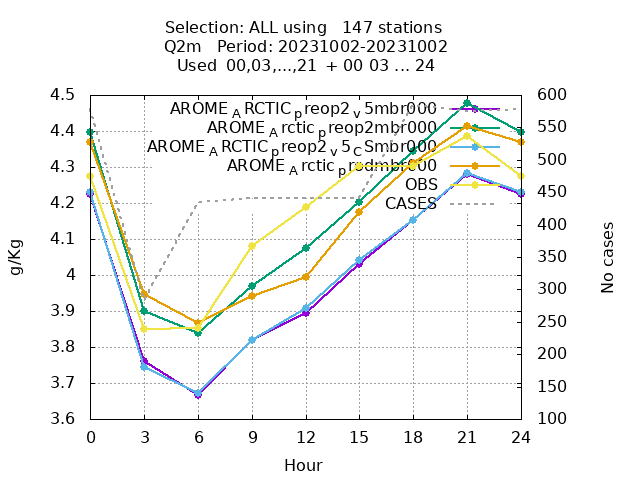 Selection: ALL using   147 stations
Q2m   Period: 20231002-20231002
Used  00,03,...,21  + 00 03 ... 24
4.5 600
AROME_ARCTIC_preop2_v5mbr000
4.4 550
AROME_Arctic_preop2mbr000
AROME_ARCTIC_preop2_v5_CSmbr000
4.3 500
AROME_Arctic_prodmbr000
OBS
4.2 450
CASES
4.1 400
g/Kg
4 350
No cases
3.9 300
250
3.8 200
3.7 150
3.6 100
0 3 6 9 12 15 18 21 24
Hour